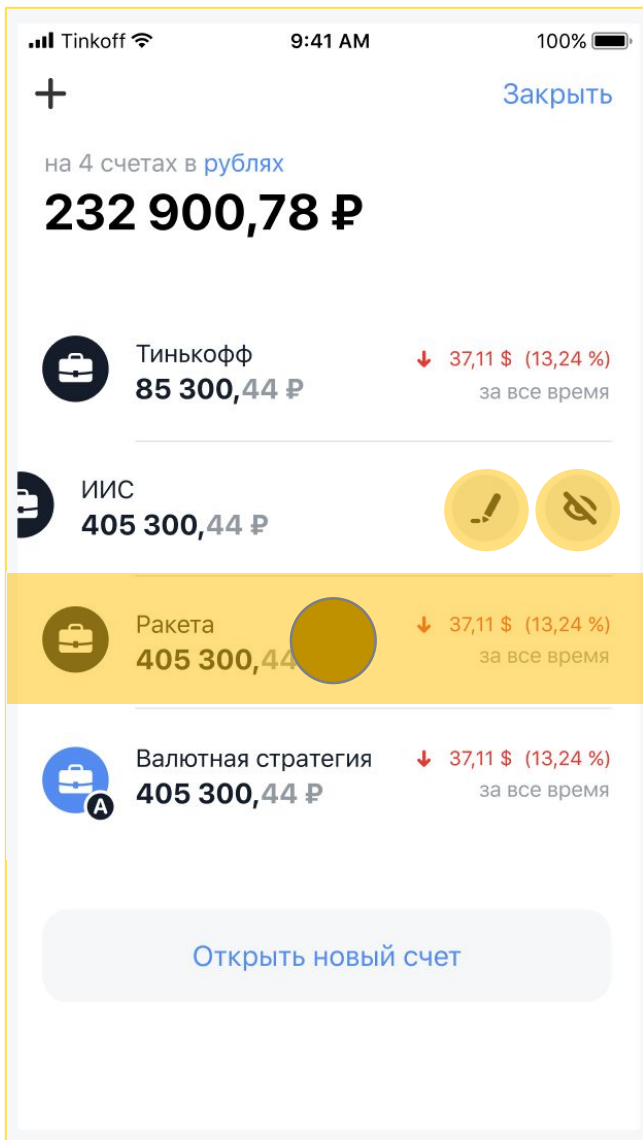 Tinkoff 9:41 AM 100%
+ Закрыть
на 4 счетах в рублях
232 900,78 ₽
Тинькофф ↓ 37,11 $ (13,24 %)
85 300,44 ₽ за все время
ИИС
405 300,44 ₽
Ракета ↓ 37,11 $ (13,24 %)
405 300,44 за все время
Валютная стратегия ↓ 37,11 $ (13,24 %)
A
405 300,44 ₽ за все время
Открыть новый счет